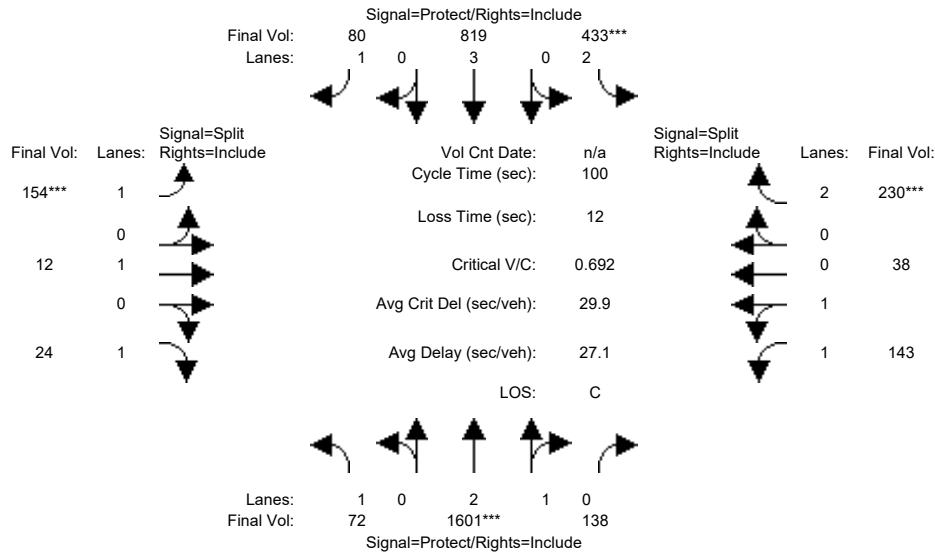 Signal=Protect/Rights=Include
Final Vol: 80 819 433***
Lanes: 1 0 3 0 2
Signal=Split
Final Vol: Lanes: Rights=Include
Vol Cnt Date: n/a
Signal=Split
Rights=Include Lanes: Final Vol:
Cycle Time (sec): 100
154*** 1
2 230***
Loss Time (sec): 12
0
0
12 1
Critical V/C: 0.692
0 38
0
Avg Crit Del (sec/veh): 29.9
1
24 1
Avg Delay (sec/veh): 27.1
1 143
LOS: C
Lanes: 1 0 2 1 0
Final Vol: 72 1601*** 138
Signal=Protect/Rights=Include